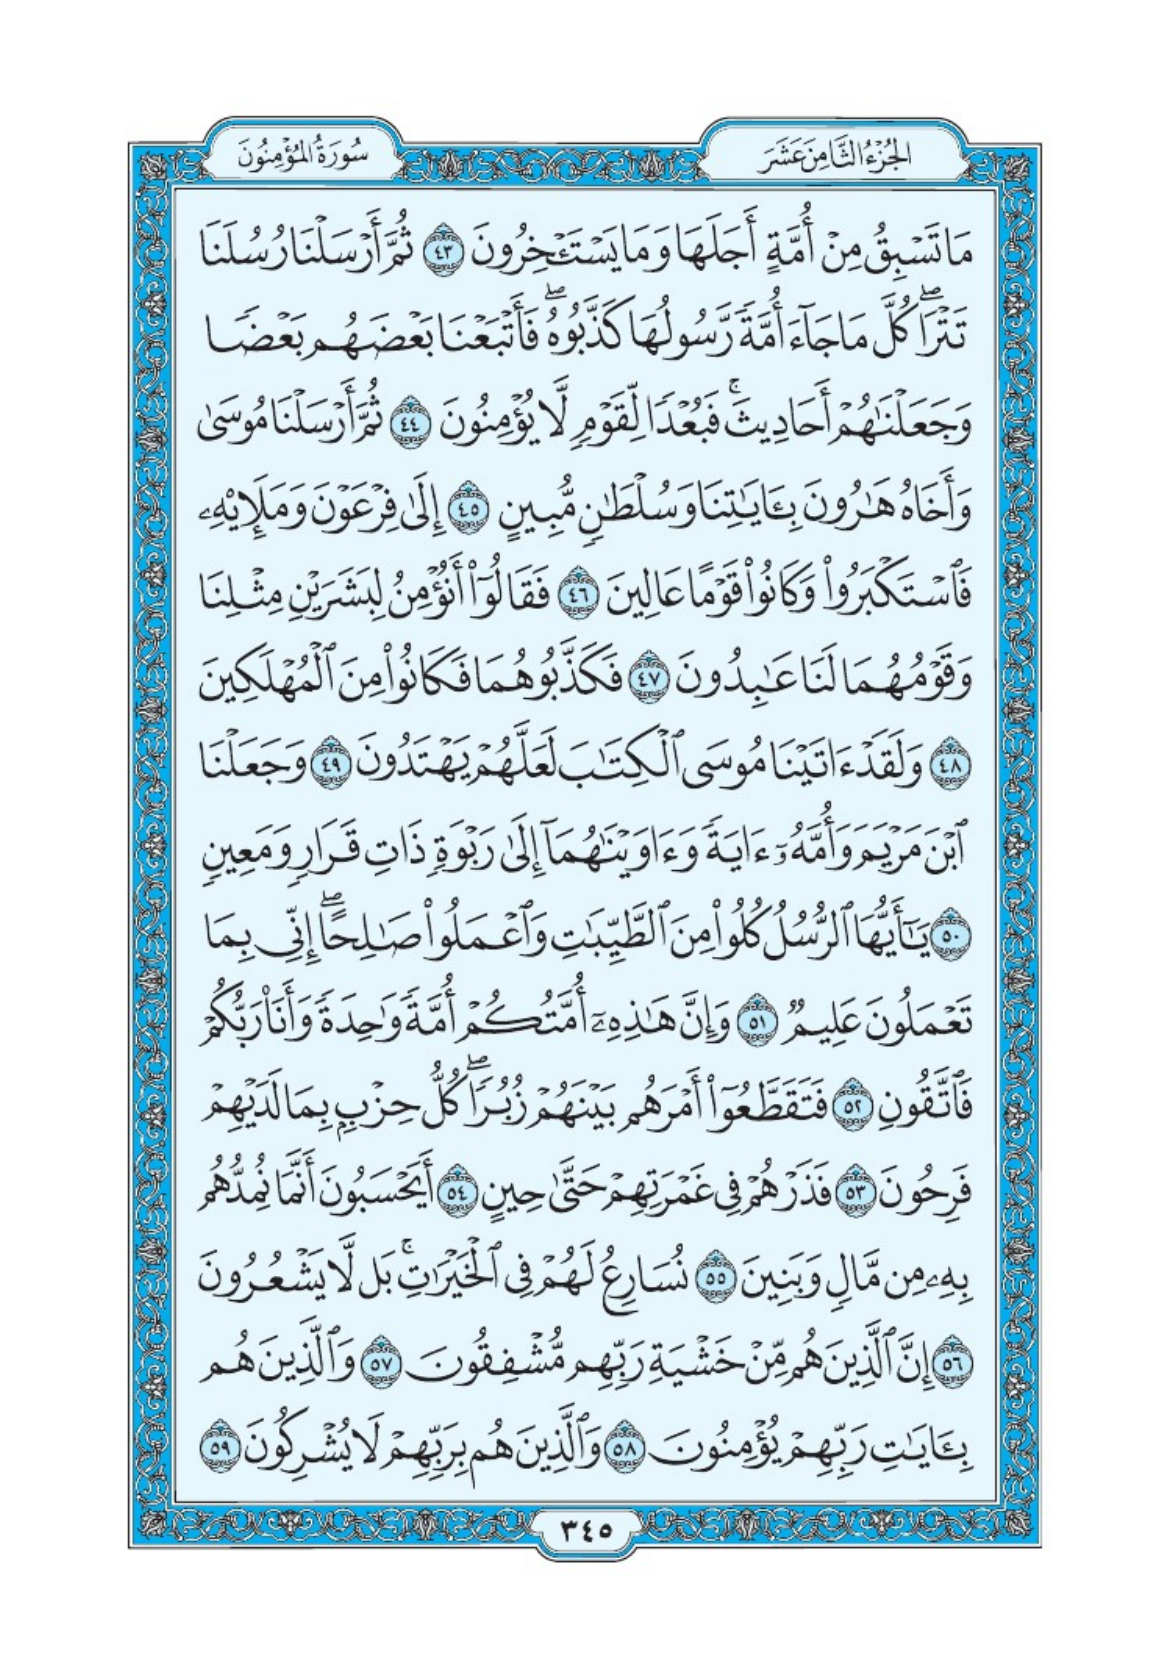 الجُزْءُ الثَّامِنَ عَشَرَ
سُورَةُ المُؤْمِنُونَ
مَا تَسْبِقُ مِنْ أُمَّةٍ أَجَلَهَا وَمَا يَسْتَـْٔخِرُونَ ٤٣ ثُمَّ أَرْسَلْنَا رُسُلَنَا
تَتْرَاۖ كُلَّ مَا جَآءَ أُمَّةً رَّسُولُهَا كَذَّبُوهُۖ فَأَتْبَعْنَا بَعْضَهُم بَعْضًا
وَجَعَلْنَٰهُمْ أَحَادِيثَۚ فَبُعْدًا لِّقَوْمٍ لَّا يُؤْمِنُونَ ٤٤ ثُمَّ أَرْسَلْنَا مُوسَىٰ
وَأَخَاهُ هَٰرُونَ بِـَٔايَٰتِنَا وَسُلْطَٰنٍ مُّبِينٍ ٤٥ إِلَىٰ فِرْعَوْنَ وَمَلَإِي۟هِۦ
فَٱسْتَكْبَرُوا۟ وَكَانُوا۟ قَوْمًا عَالِينَ ٤٦ فَقَالُوٓا۟ أَنُؤْمِنُ لِبَشَرَيْنِ مِثْلِنَا
وَقَوْمُهُمَا لَنَا عَٰبِدُونَ ٤٧ فَكَذَّبُوهُمَا فَكَانُوا۟ مِنَ ٱلْمُهْلَكِينَ
٤٨ وَلَقَدْ ءَاتَيْنَا مُوسَى ٱلْكِتَٰبَ لَعَلَّهُمْ يَهْتَدُونَ ٤٩ وَجَعَلْنَا
ٱبْنَ مَرْيَمَ وَأُمَّهُۥٓ ءَايَةً وَءَاوَيْنَٰهُمَآ إِلَىٰ رَبْوَةٍ ذَاتِ قَرَارٍ وَمَعِينٍ
٥٠ يَٰٓأَيُّهَا ٱلرُّسُلُ كُلُوا۟ مِنَ ٱلطَّيِّبَٰتِ وَٱعْمَلُوا۟ صَٰلِحًاۖ إِنِّى بِمَا
تَعْمَلُونَ عَلِيمٌ ٥١ وَإِنَّ هَٰذِهِۦٓ أُمَّتُكُمْ أُمَّةً وَٰحِدَةً وَأَنَا۠ رَبُّكُمْ
فَٱتَّقُونِ ٥٢ فَتَقَطَّعُوٓا۟ أَمْرَهُم بَيْنَهُمْ زُبُرًاۖ كُلُّ حِزْبٍۭ بِمَا لَدَيْهِمْ
فَرِحُونَ ٥٣ فَذَرْهُمْ فِى غَمْرَتِهِمْ حَتَّىٰ حِينٍ ٥٤ أَيَحْسَبُونَ أَنَّمَا نُمِدُّهُم
بِهِۦ مِن مَّالٍ وَبَنِينَ ٥٥ نُسَارِعُ لَهُمْ فِى ٱلْخَيْرَٰتِۚ بَل لَّا يَشْعُرُونَ
٥٦ إِنَّ ٱلَّذِينَ هُم مِّنْ خَشْيَةِ رَبِّهِم مُّشْفِقُونَ ٥٧ وَٱلَّذِينَ هُم
بِـَٔايَٰتِ رَبِّهِمْ يُؤْمِنُونَ ٥٨ وَٱلَّذِينَ هُم بِرَبِّهِمْ لَا يُشْرِكُونَ ٥٩
٣٤٥